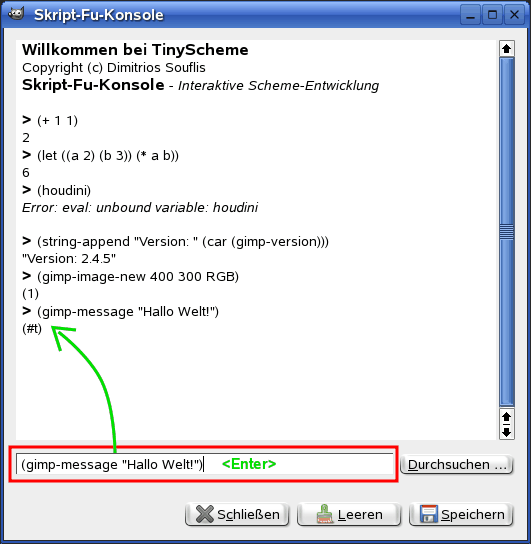 Skript-Fu-Konsole
Willkommen bei TinyScheme
Copyright (c) Dimitrios Souflis
Skript-Fu-Konsole - Interaktive Scheme-Entwicklung
> (+ 1 1)
2
> (let ((a 2) (b 3)) (* a b))
6
> (houdini)
Error: eval: unbound variable: houdini
> (string-append "Version: " (car (gimp-version)))
"Version: 2.4.5"
> (gimp-image-new 400 300 RGB)
(1)
> (gimp-message "Hallo Welt!")
(#t)
(gimp-message "Hallo Welt!") <Enter> Durchsuchen ...
Schließen Leeren Speichern